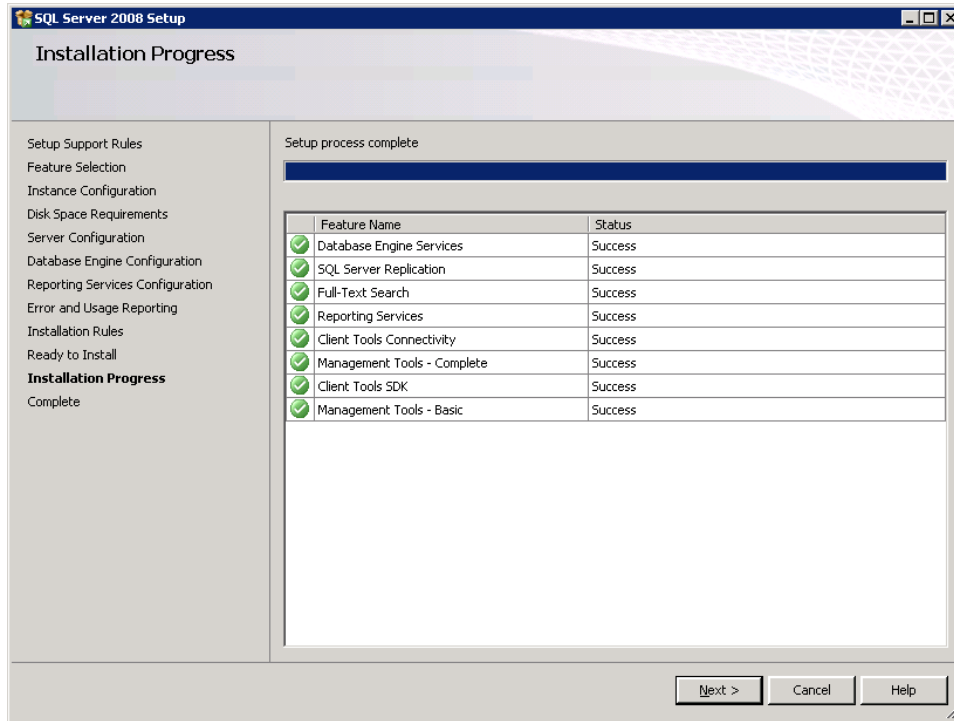 SQL Server 2008 Setup
Installation Progress
Setup Support Rules
Feature Selection
Instance Configuration
Disk Space Requirements
Server Configuration
Database Engine Configuration
Reporting Services Configuration
Error and Usage Reporting
Installation Rules
Ready to Install
Installation Progress
Complete
Setup process complete
Feature Name Status
Database Engine Services Success
SQL Server Replication Success
Full-Text Search Success
Reporting Services Success
Client Tools Connectivity Success
Management Tools - Complete Success
Client Tools SDK Success
Management Tools - Basic Success
Next > Cancel Help